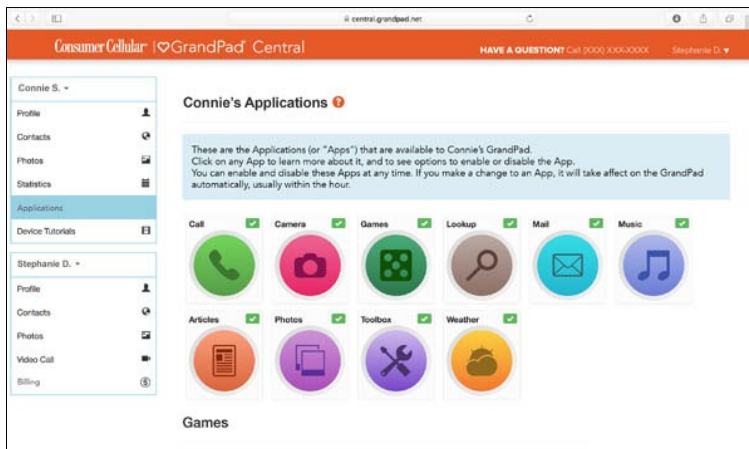 central.grandpad.net
Consumer Cellular | GrandPad Central
HAVE A QUESTION? Call (XXX) XXX-XXXX
Stephanie D.
Connie S.
Profile
Contacts
Photos
Statistics
Applications
Device Tutorials
Stephanie D.
Profile
Contacts
Photos
Video Call
Billing
Connie's Applications ?
These are the Applications (or "Apps") that are available to Connie's GrandPad.
Click on any App to learn more about it, and to see options to enable or disable the App.
You can enable and disable these Apps at any time. If you make a change to an App, it will take affect on the GrandPad
automatically, usually within the hour.
Call Camera Games Lookup Mail Music
Articles Photos Toolbox Weather
Games